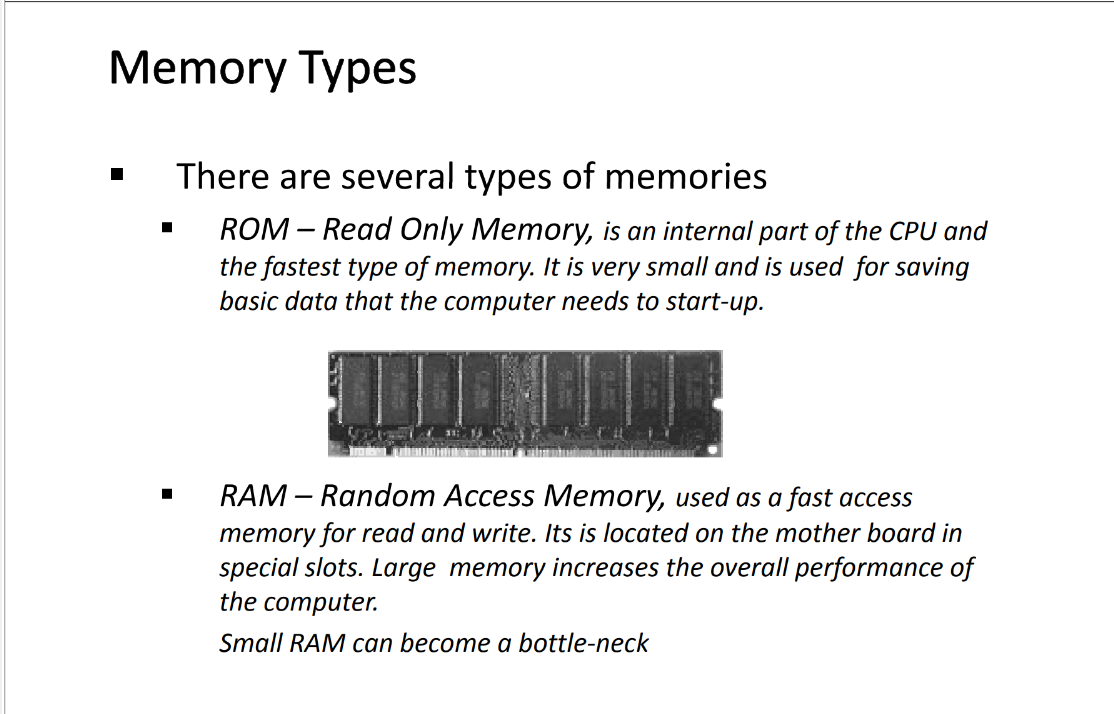 Memory Types
▪ There are several types of memories
▪ ROM – Read Only Memory, is an internal part of the CPU and
the fastest type of memory. It is very small and is used  for saving
basic data that the computer needs to start-up.
▪ RAM – Random Access Memory, used as a fast access
memory for read and write. Its is located on the mother board in
special slots. Large  memory increases the overall performance of
the computer.
Small RAM can become a bottle-neck